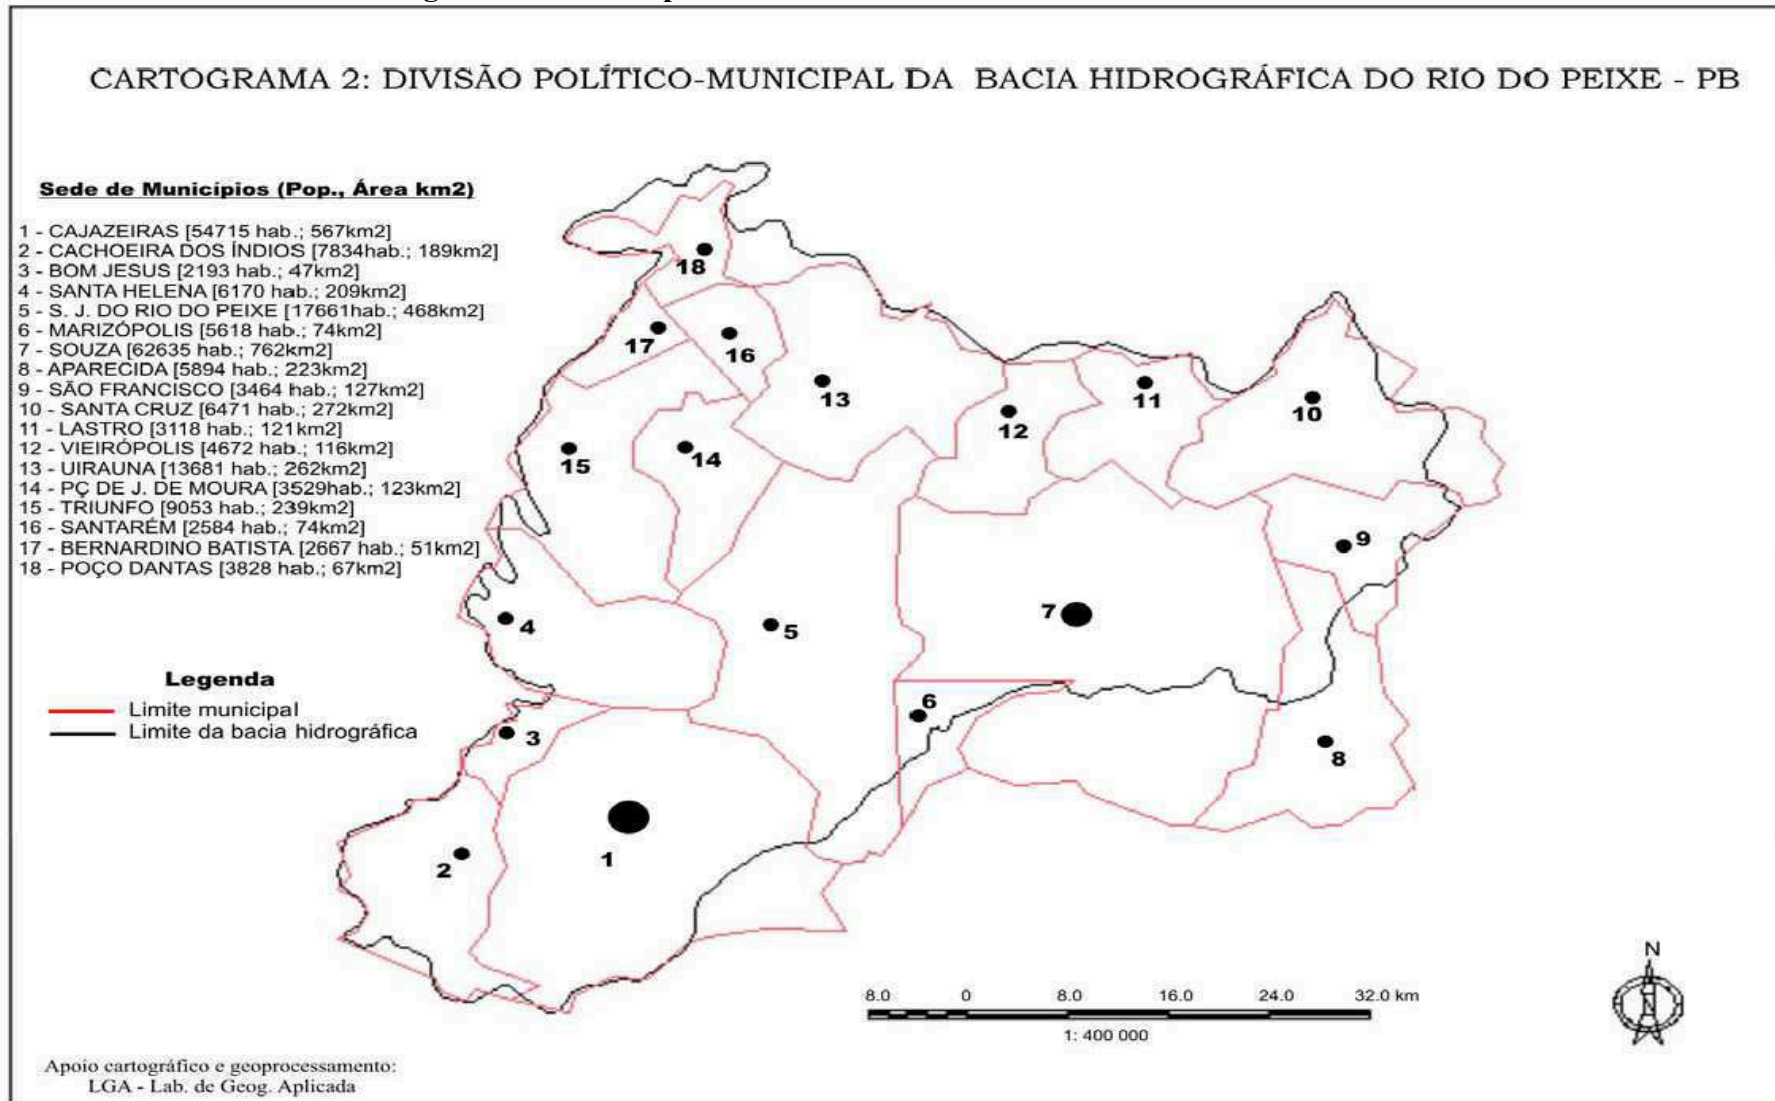 CARTOGRAMA 2: DIVISÃO POLÍTICO-MUNICIPAL DA BACIA HIDROGRÁFICA DO RIO DO PEIXE - PB
Sede de Municípios (Pop., Área km2)
1 - CAJAZEIRAS [54715 hab.; 567km2]
2 - CACHOEIRA DOS ÍNDIOS [7834hab.; 189km2]
3 - BOM JESUS [2193 hab.; 47km2]
4 - SANTA HELENA [6170 hab.; 209km2]
5 - S. J. DO RIO DO PEIXE [17661hab.; 468km2]
6 - MARIZÓPOLIS [5618 hab.; 74km2]
7 - SOUZA [62635 hab.; 762km2]
8 - APARECIDA [5894 hab.; 223km2]
9 - SÃO FRANCISCO [3464 hab.; 127km2]
10 - SANTA CRUZ [6471 hab.; 272km2]
11 - LASTRO [3118 hab.; 121km2]
12 - VIEIRÓPOLIS [4672 hab.; 116km2]
13 - UIRAUNA [13681 hab.; 262km2]
14 - PÇ DE J. DE MOURA [3529hab.; 123km2]
15 - TRIUNFO [9053 hab.; 239km2]
16 - SANTARÉM [2584 hab.; 74km2]
17 - BERNARDINO BATISTA [2667 hab.; 51km2]
18 - POÇO DANTAS [3828 hab.; 67km2]
18
17
16
13
11
10
12
15
14
9
4
5
7
6
3
8
2
1
Legenda
Limite municipal
Limite da bacia hidrográfica
N
8.0 0 8.0 16.0 24.0 32.0 km
1: 400 000
Apoio cartográfico e geoprocessamento:
LGA - Lab. de Geog. Aplicada